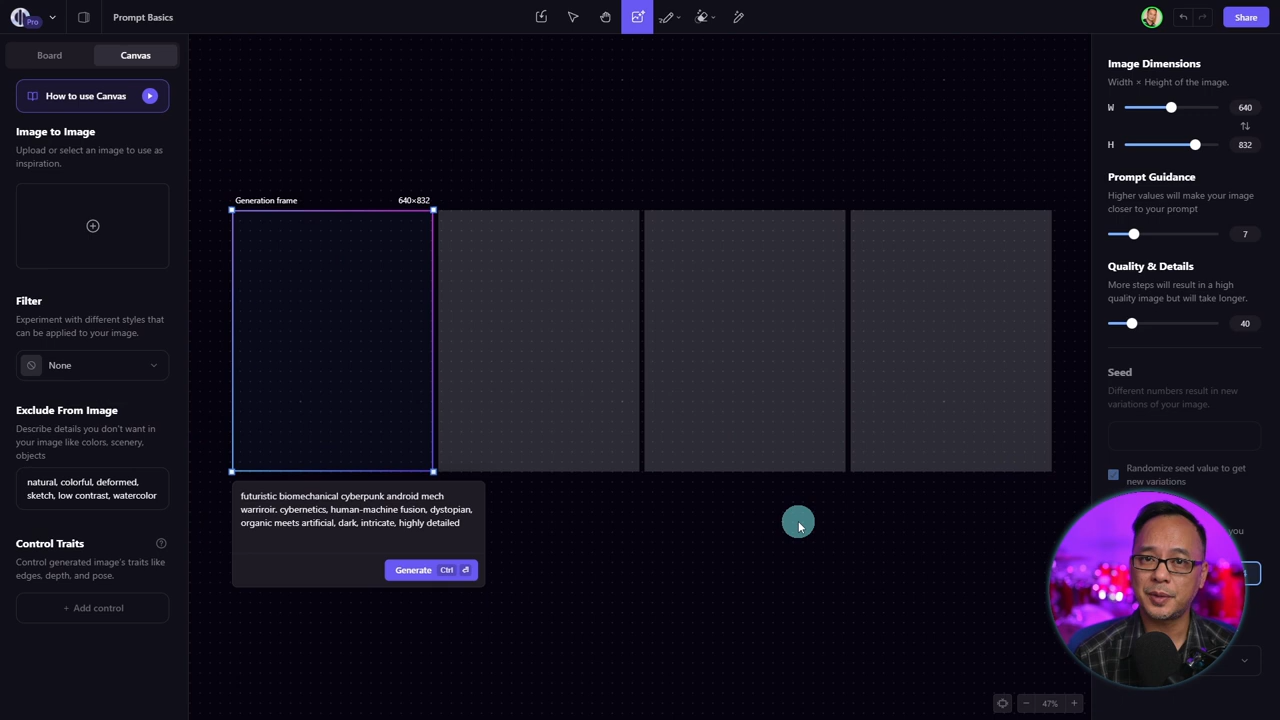 Pro
Prompt Basics
Share
Board
Canvas
How to use Canvas
Image to Image
Upload or select an image to use as
inspiration.
Filter
Experiment with different styles that
can be applied to your image.
None
Exclude From Image
Describe details you don't want in
your image like colors, scenery,
objects
natural, colorful, deformed,
sketch, low contrast, watercolor
Control Traits
Control generated image's traits like
edges, depth, and pose.
+ Add control
Generation frame
640×832
futuristic biomechanical cyberpunk android mech
warriroir. cybernetics, human-machine fusion, dystopian,
organic meets artificial, dark, intricate, highly detailed
Generate Ctrl
47%
Image Dimensions
Width × Height of the image.
W 640
H 832
Prompt Guidance
Higher values will make your image
closer to your prompt
7
Quality & Details
More steps will result in a high
quality image but will take longer.
40
Seed
Different numbers result in new
variations of your image.
Randomize seed value to get
new variations
you